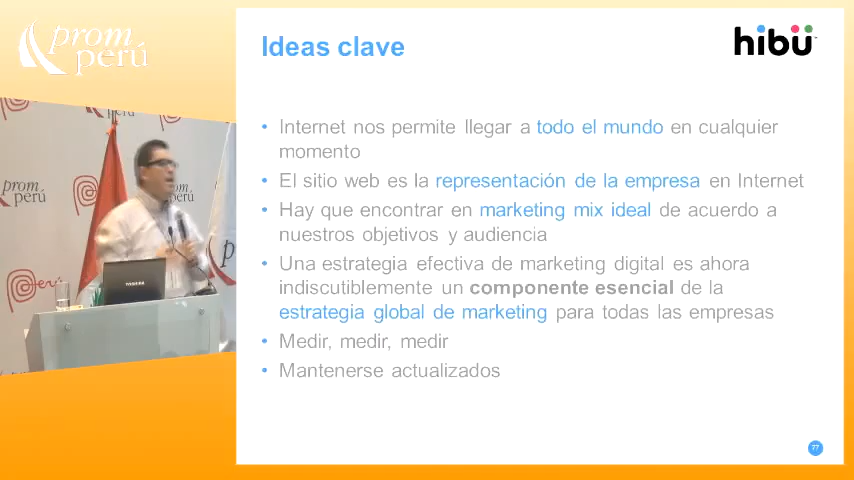 prom
perú
Ideas clave
hibü
Internet nos permite llegar a todo el mundo en cualquier
momento
El sitio web es la representación de la empresa en Internet
Hay que encontrar en marketing mix ideal de acuerdo a
nuestros objetivos y audiencia
Una estrategia efectiva de marketing digital es ahora
indiscutiblemente un componente esencial de la
estrategia global de marketing para todas las empresas
Medir, medir, medir
Mantenerse actualizados
77
prom
perú
Perú
TOSHIBA